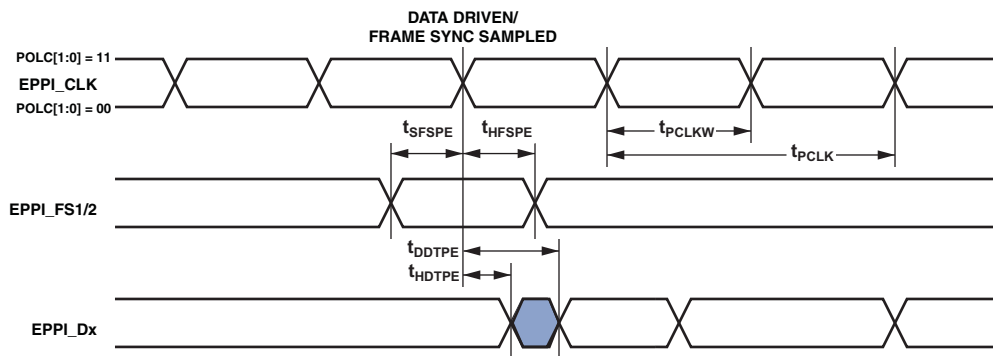 DATA DRIVEN/
FRAME SYNC SAMPLED
POLC[1:0] = 11
EPPI_CLK
POLC[1:0] = 00
tSFSPE
tHFSPE
tPCLKW
tPCLK
EPPI_FS1/2
tDDTPE
tHDTPE
EPPI_Dx